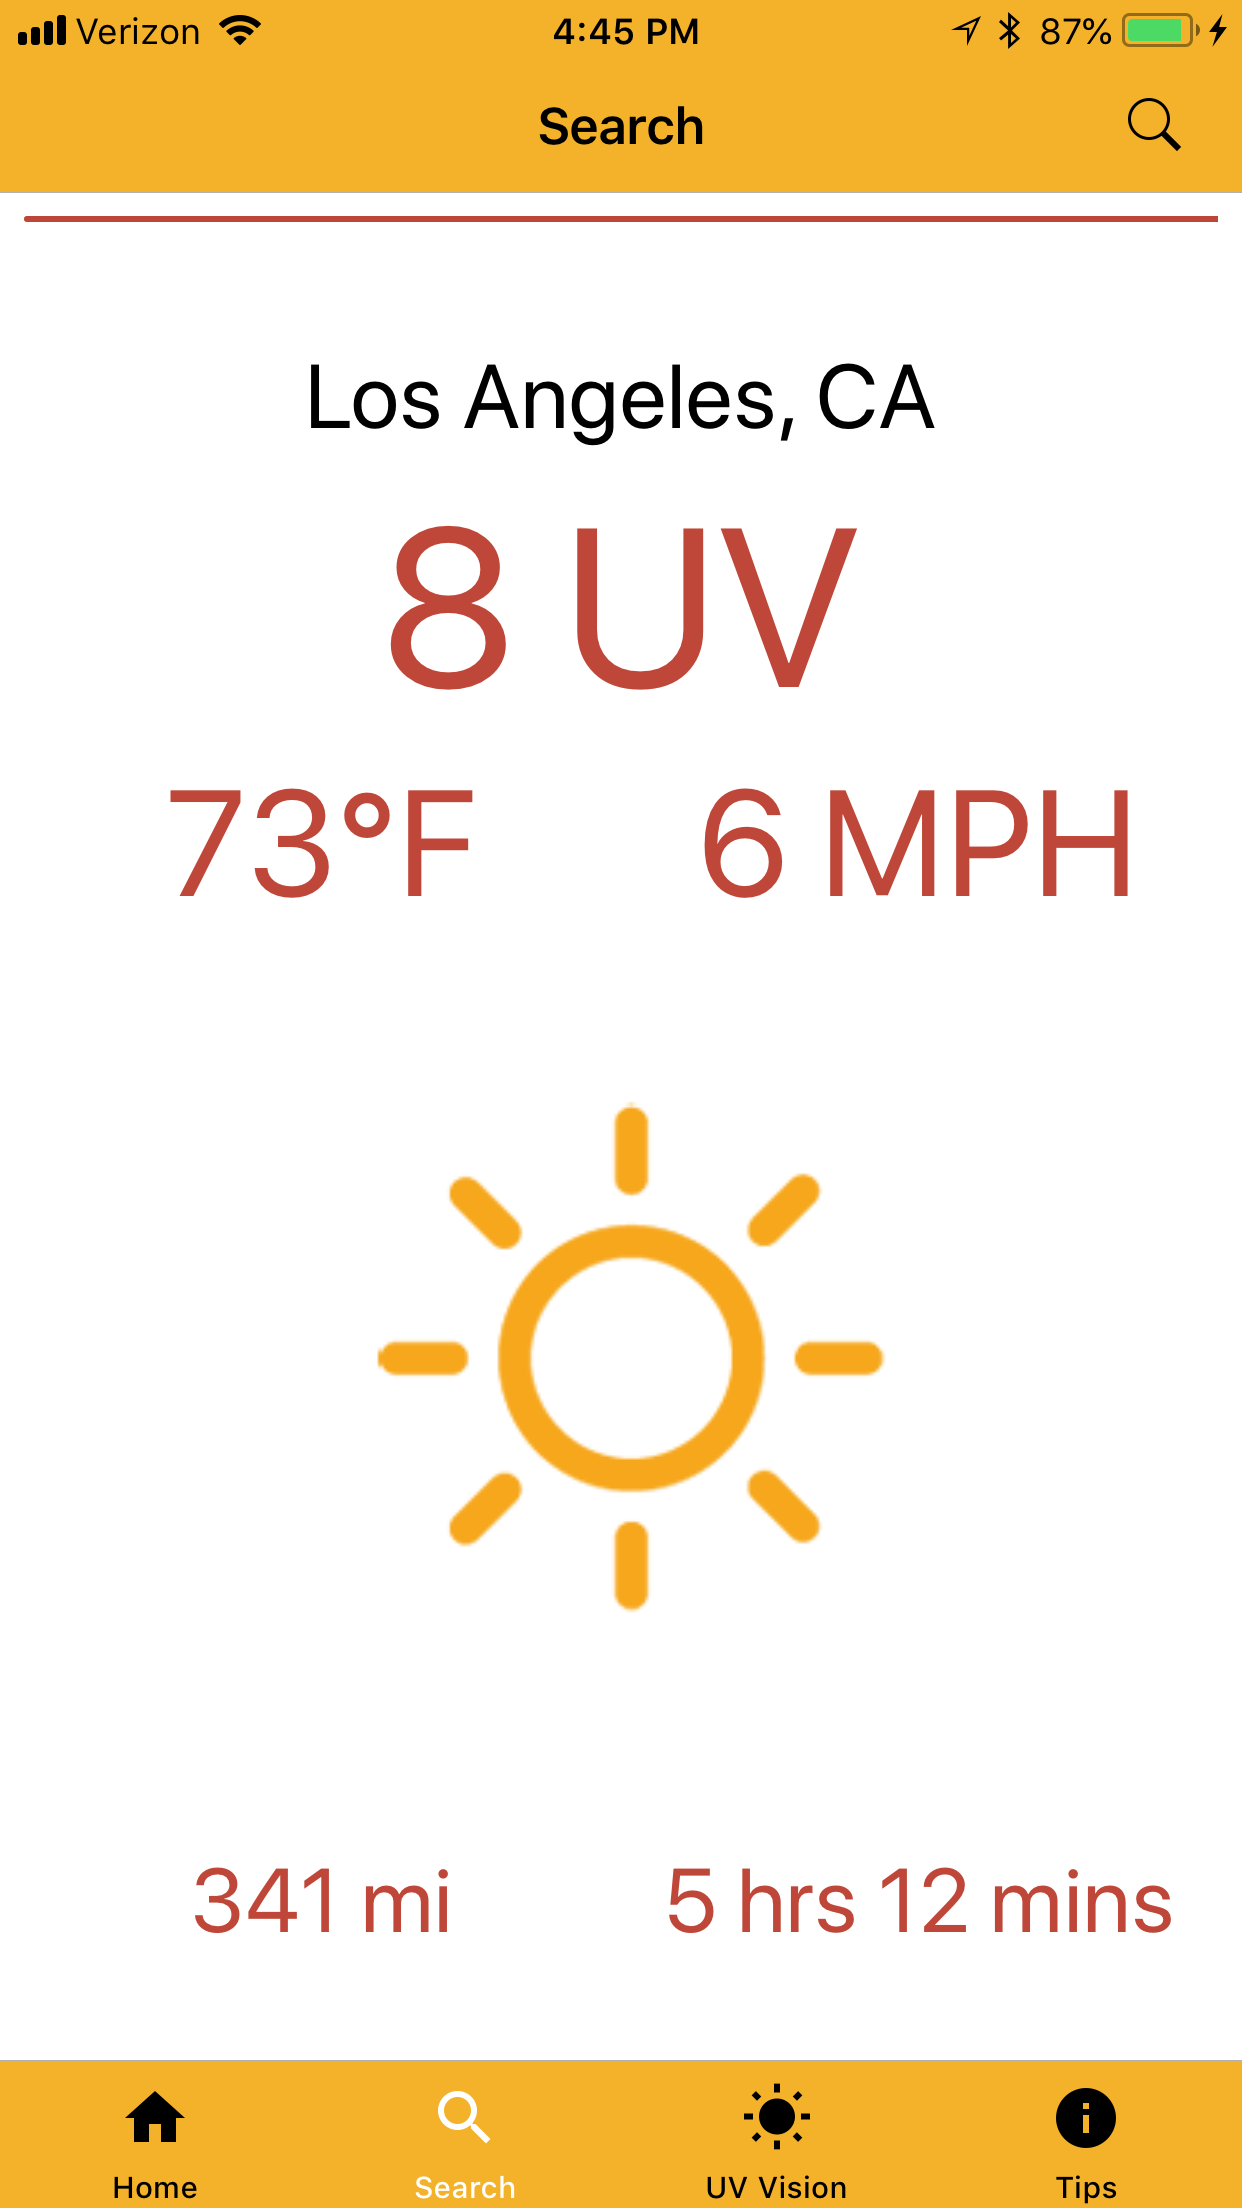 Verizon 4:45 PM 87%
Search
Los Angeles, CA
8 UV
73°F 6 MPH
341 mi 5 hrs 12 mins
Home Search UV Vision Tips